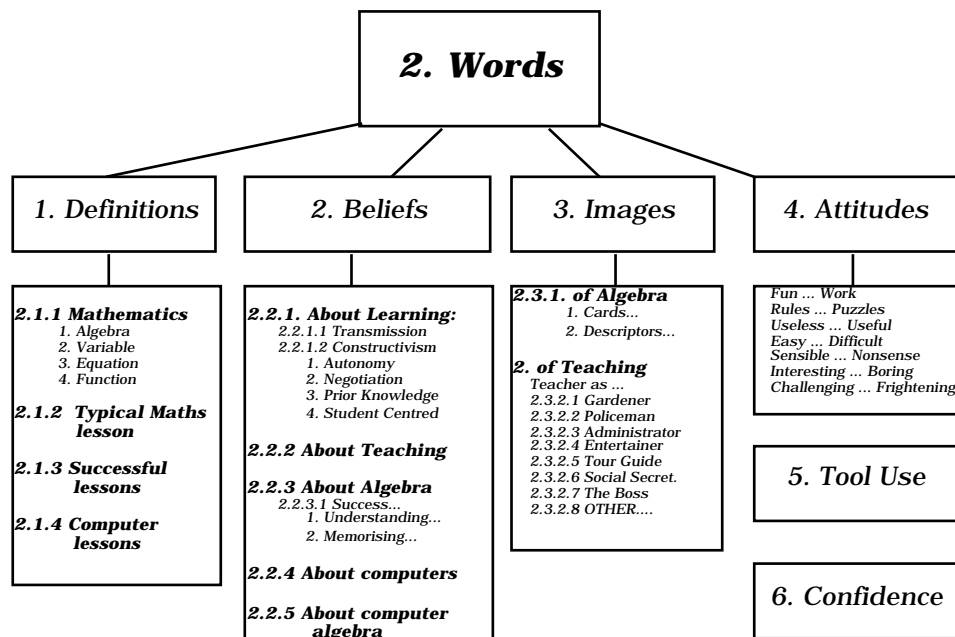 2. Words
1. Definitions
2.1.1 Mathematics
1. Algebra
2. Variable
3. Equation
4. Function
2.1.2 Typical Maths
lesson
2.1.3 Successful
lessons
2.1.4 Computer
lessons
2. Beliefs
2.2.1. About Learning:
2.2.1.1 Transmission
2.2.1.2 Constructivism
1. Autonomy
2. Negotiation
3. Prior Knowledge
4. Student Centred
2.2.2 About Teaching
2.2.3 About Algebra
2.2.3.1 Success...
1. Understanding...
2. Memorising...
2.2.4 About computers
2.2.5 About computer
algebra
3. Images
2.3.1. of Algebra
1. Cards...
2. Descriptors...
2. of Teaching
Teacher as ...
2.3.2.1 Gardener
2.3.2.2 Policeman
2.3.2.3 Administrator
2.3.2.4 Entertainer
2.3.2.5 Tour Guide
2.3.2.6 Social Secret.
2.3.2.7 The Boss
2.3.2.8 OTHER....
4. Attitudes
Fun ... Work
Rules ... Puzzles
Useless ... Useful
Easy ... Difficult
Sensible ... Nonsense
Interesting ... Boring
Challenging ... Frightening
5. Tool Use
6. Confidence